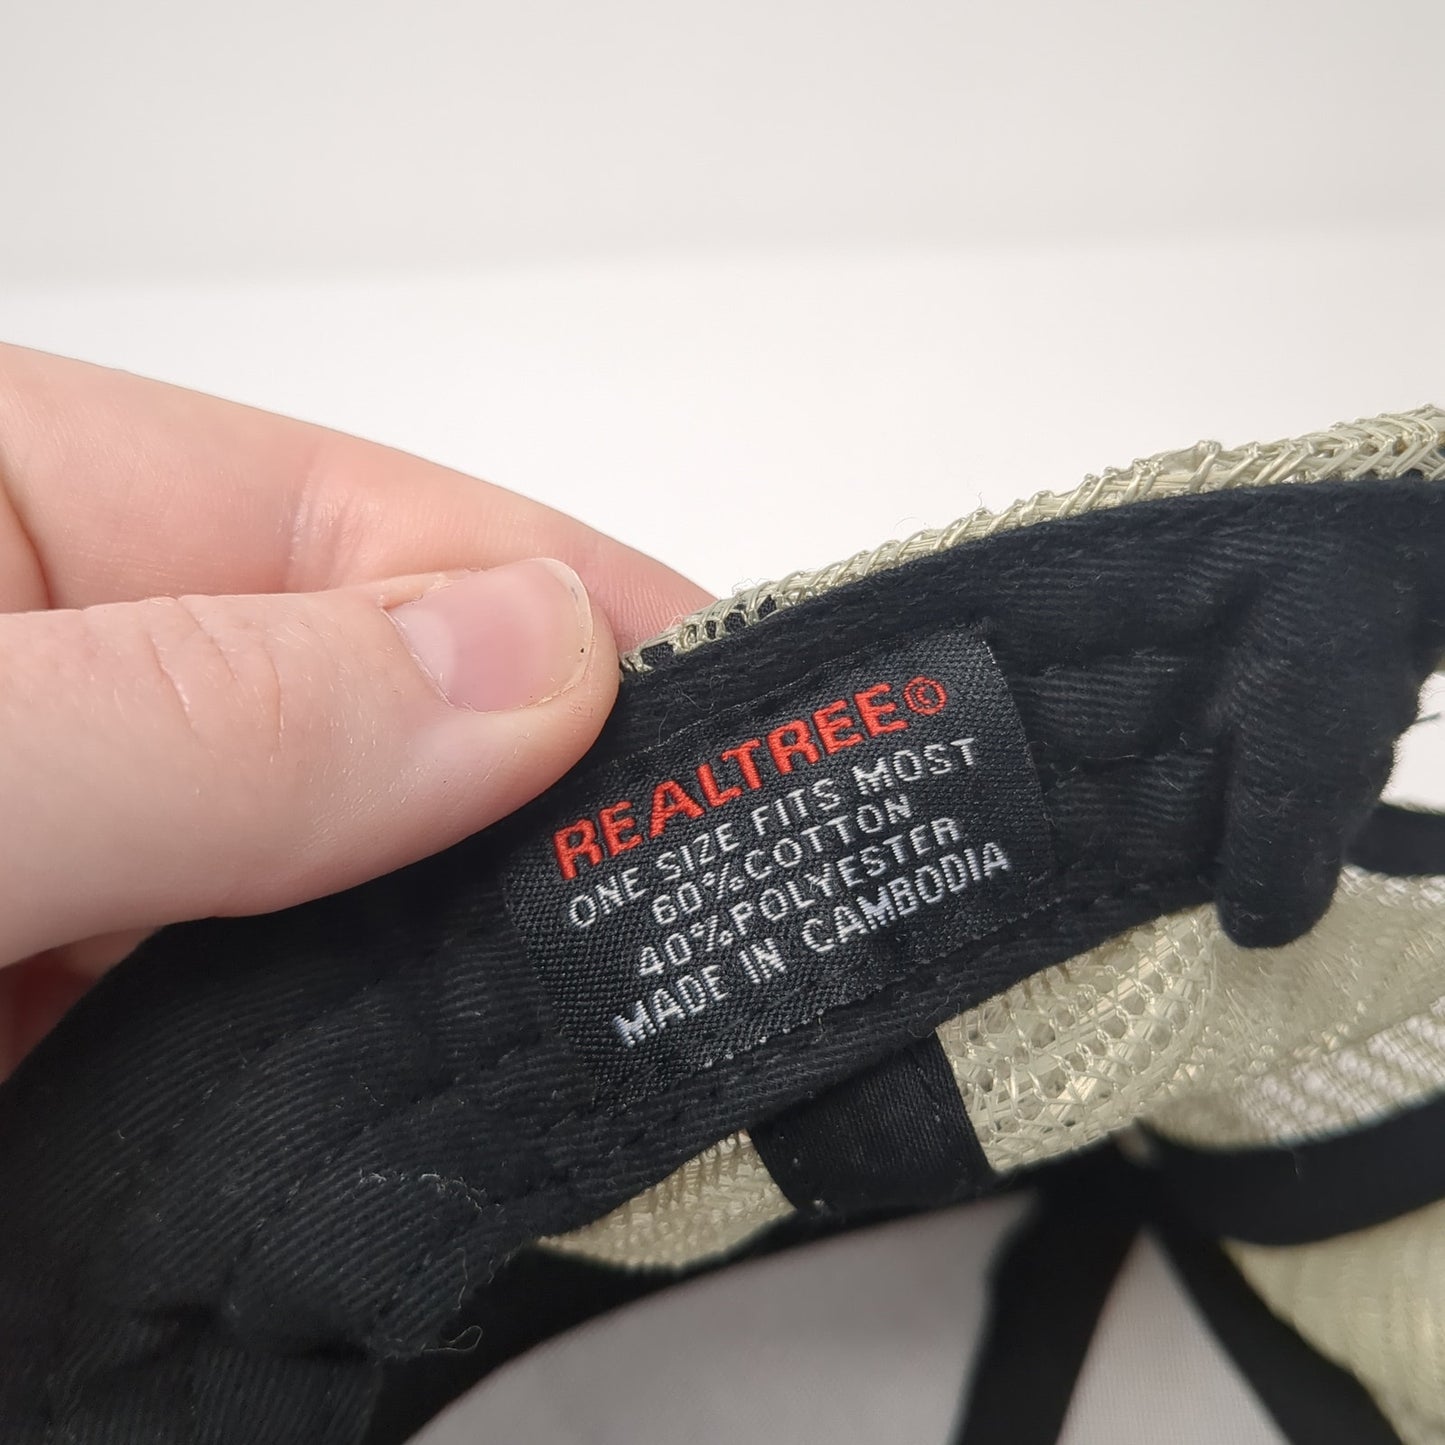 REALTREE©
ONE SIZE FITS MOST
60%COTTON
40%POLYESTER
MADE IN CAMBODIA